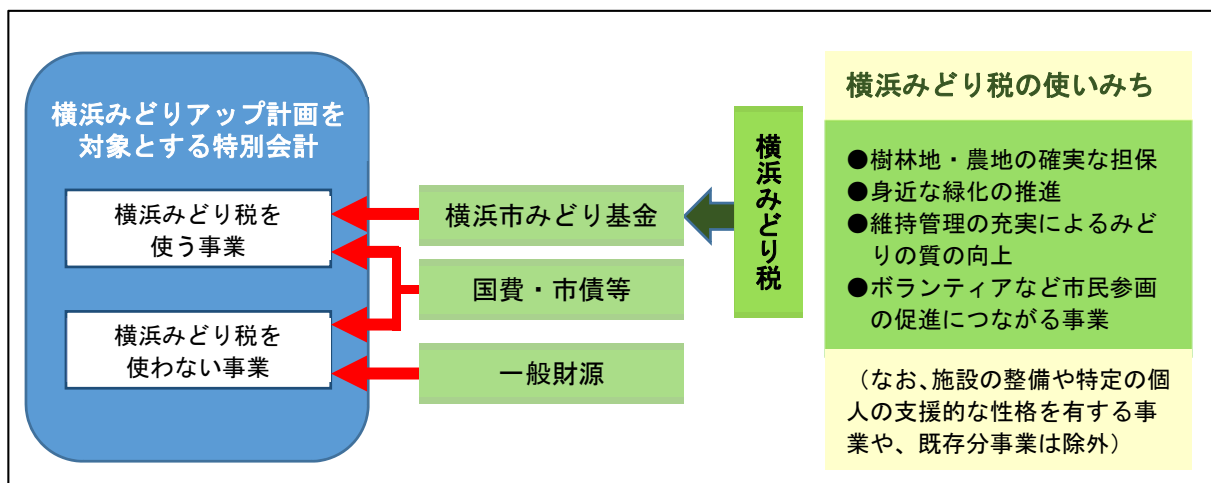 横浜みどりアップ計画を
対象とする特別会計
横浜みどり税を
使う事業
横浜みどり税を
使わない事業
横浜市みどり基金
国費・市債等
一般財源
横浜みどり税
横浜みどり税の使いみち
●樹林地・農地の確実な担保
●身近な緑化の推進
●維持管理の充実によるみど
りの質の向上
●ボランティアなど市民参画
の促進につながる事業
（なお、施設の整備や特定の個
人の支援的な性格を有する事
業や、既存分事業は除外）